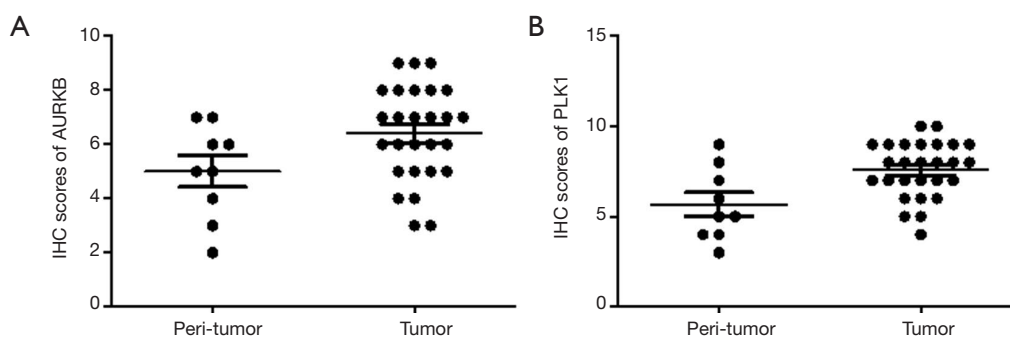 A
IHC scores of AURKB
10
8
6
4
2
0
Peri-tumor
Tumor
B
IHC scores of PLK1
15
10
5
0
Peri-tumor
Tumor